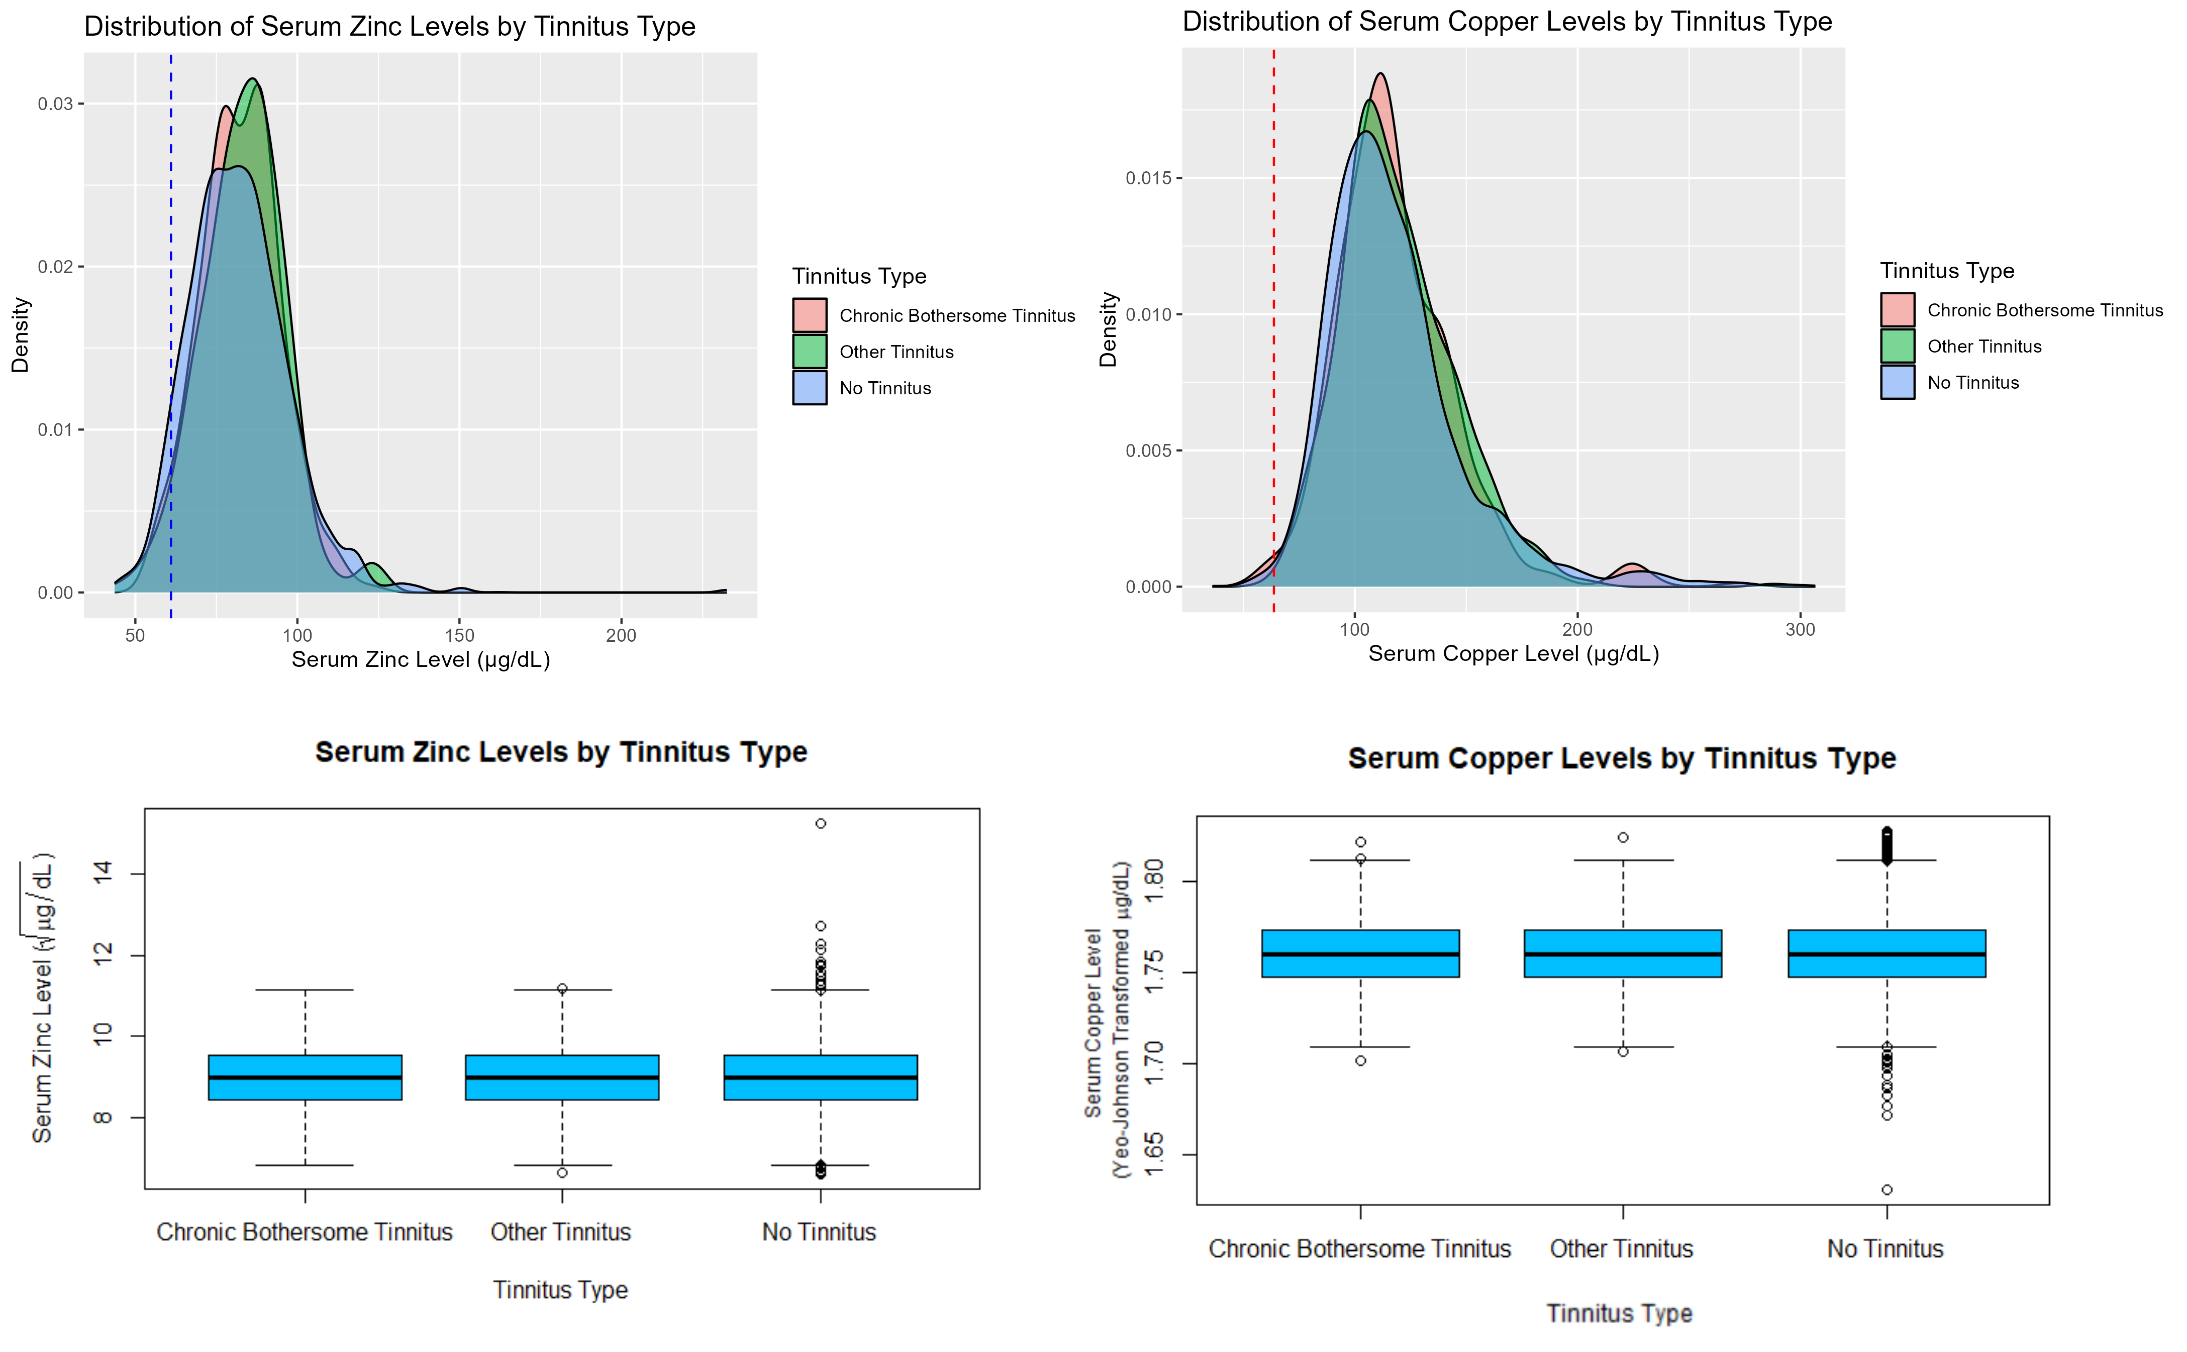 Distribution of Serum Zinc Levels by Tinnitus Type
0.03
0.02
0.01
0.00
Density
50 100 150 200
Serum Zinc Level (µg/dL)
Tinnitus Type
Chronic Bothersome Tinnitus
Other Tinnitus
No Tinnitus
Distribution of Serum Copper Levels by Tinnitus Type
0.015
0.010
0.005
0.000
Density
100 200 300
Serum Copper Level (µg/dL)
Tinnitus Type
Chronic Bothersome Tinnitus
Other Tinnitus
No Tinnitus
Serum Zinc Levels by Tinnitus Type
Serum Zinc Level (√µg/dL)
14
12
10
8
Chronic Bothersome Tinnitus Other Tinnitus No Tinnitus
Tinnitus Type
Serum Copper Levels by Tinnitus Type
Serum Copper Level
(Yeo-Johnson Transformed µg/dL)
1.80
1.75
1.70
1.65
Chronic Bothersome Tinnitus Other Tinnitus No Tinnitus
Tinnitus Type